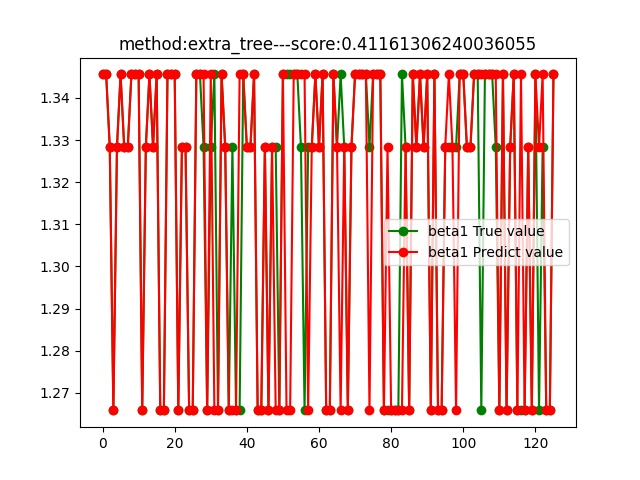 method:extra_tree---score:0.41161306240036055
1.34
1.33
1.32
1.31
1.30
1.29
1.28
1.27
beta1 True value
beta1 Predict value
0 20 40 60 80 100 120